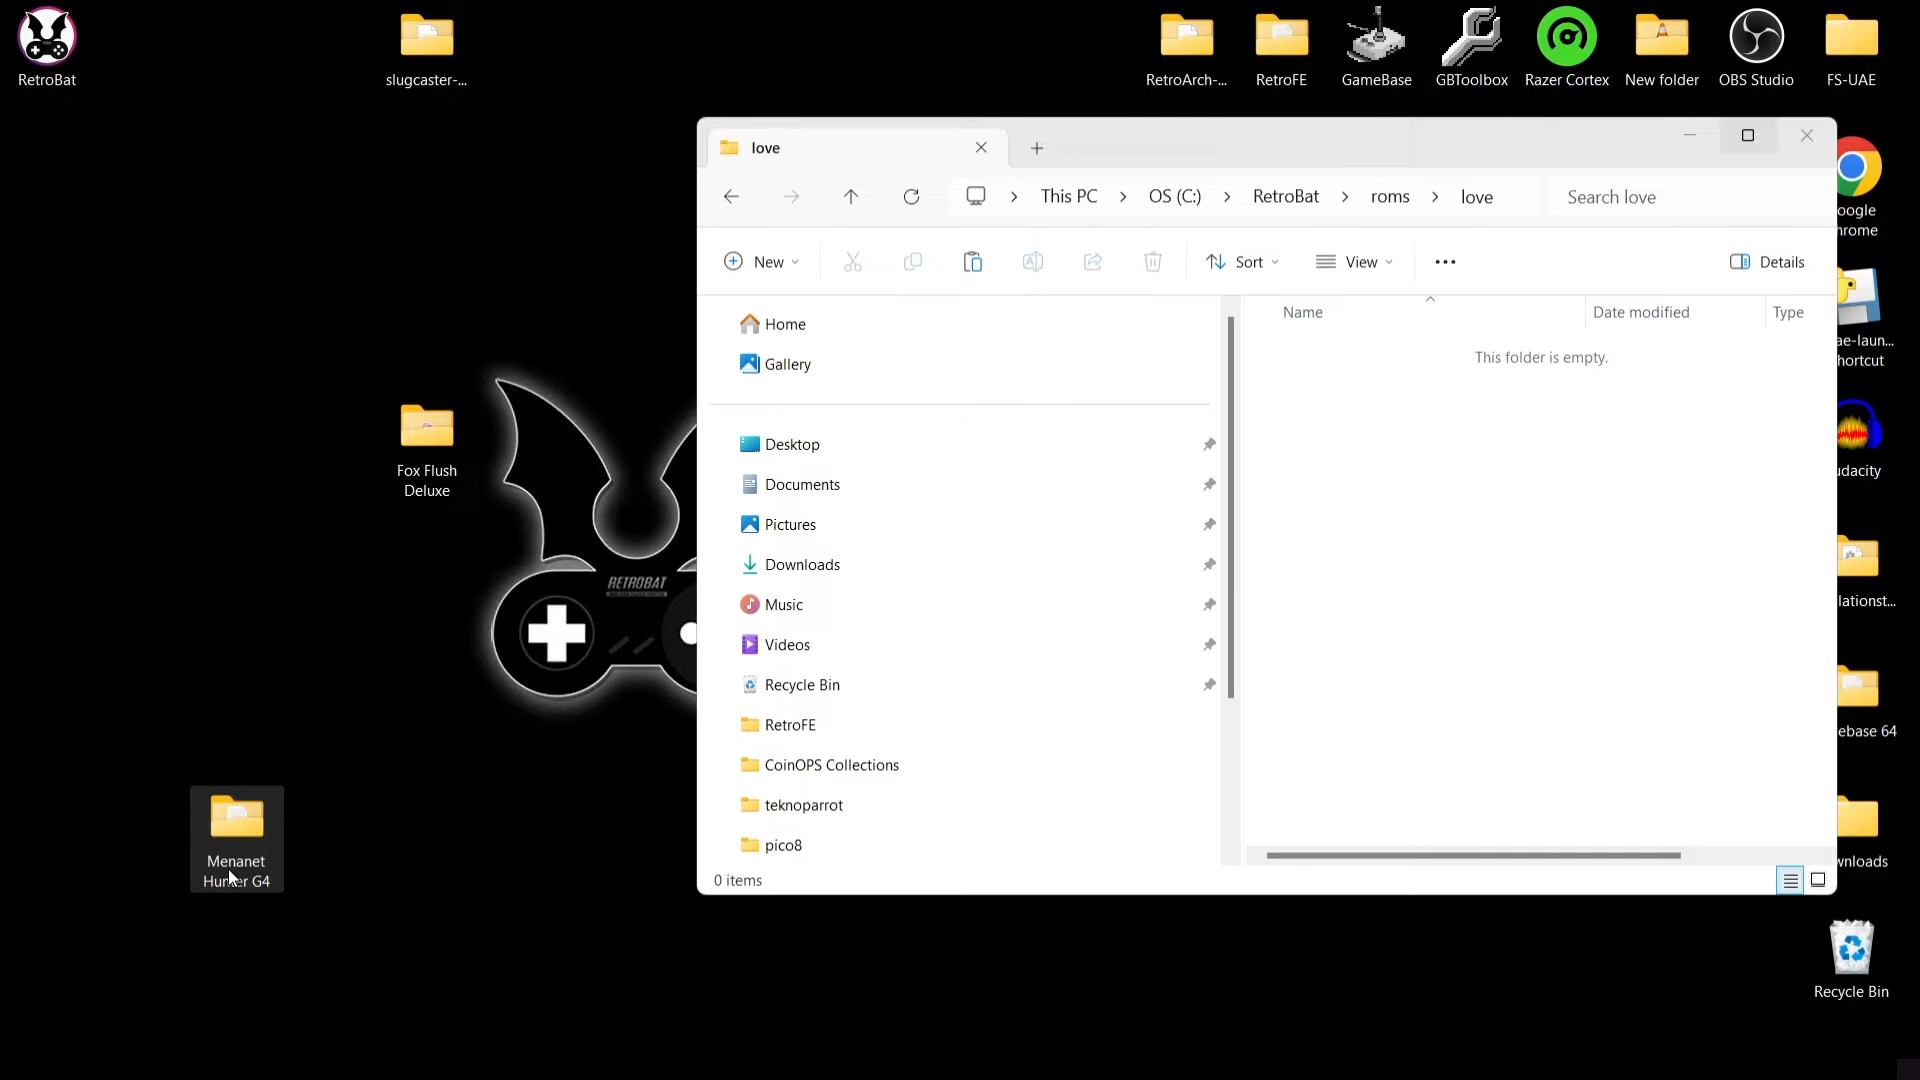 RetroBat
slugcaster-...
RetroArch-...
RetroFE
GameBase
GBToolbox
Razer Cortex
New folder
OBS Studio
FS-UAE
love
This PC
OS (C:)
RetroBat
roms
love
Search love
New
Sort
View
Details
Home
Gallery
Desktop
Documents
Pictures
Downloads
Music
Videos
Recycle Bin
RetroFE
CoinOPS Collections
teknoparrot
pico8
Name
Date modified
Type
This folder is empty.
0 items
oogle
hrome
ae-laun...
hortcut
udacity
lationst...
ebase 64
wnloads
Recycle Bin
Fox Flush
Deluxe
RETROBAT
Menanet
Hunter G4